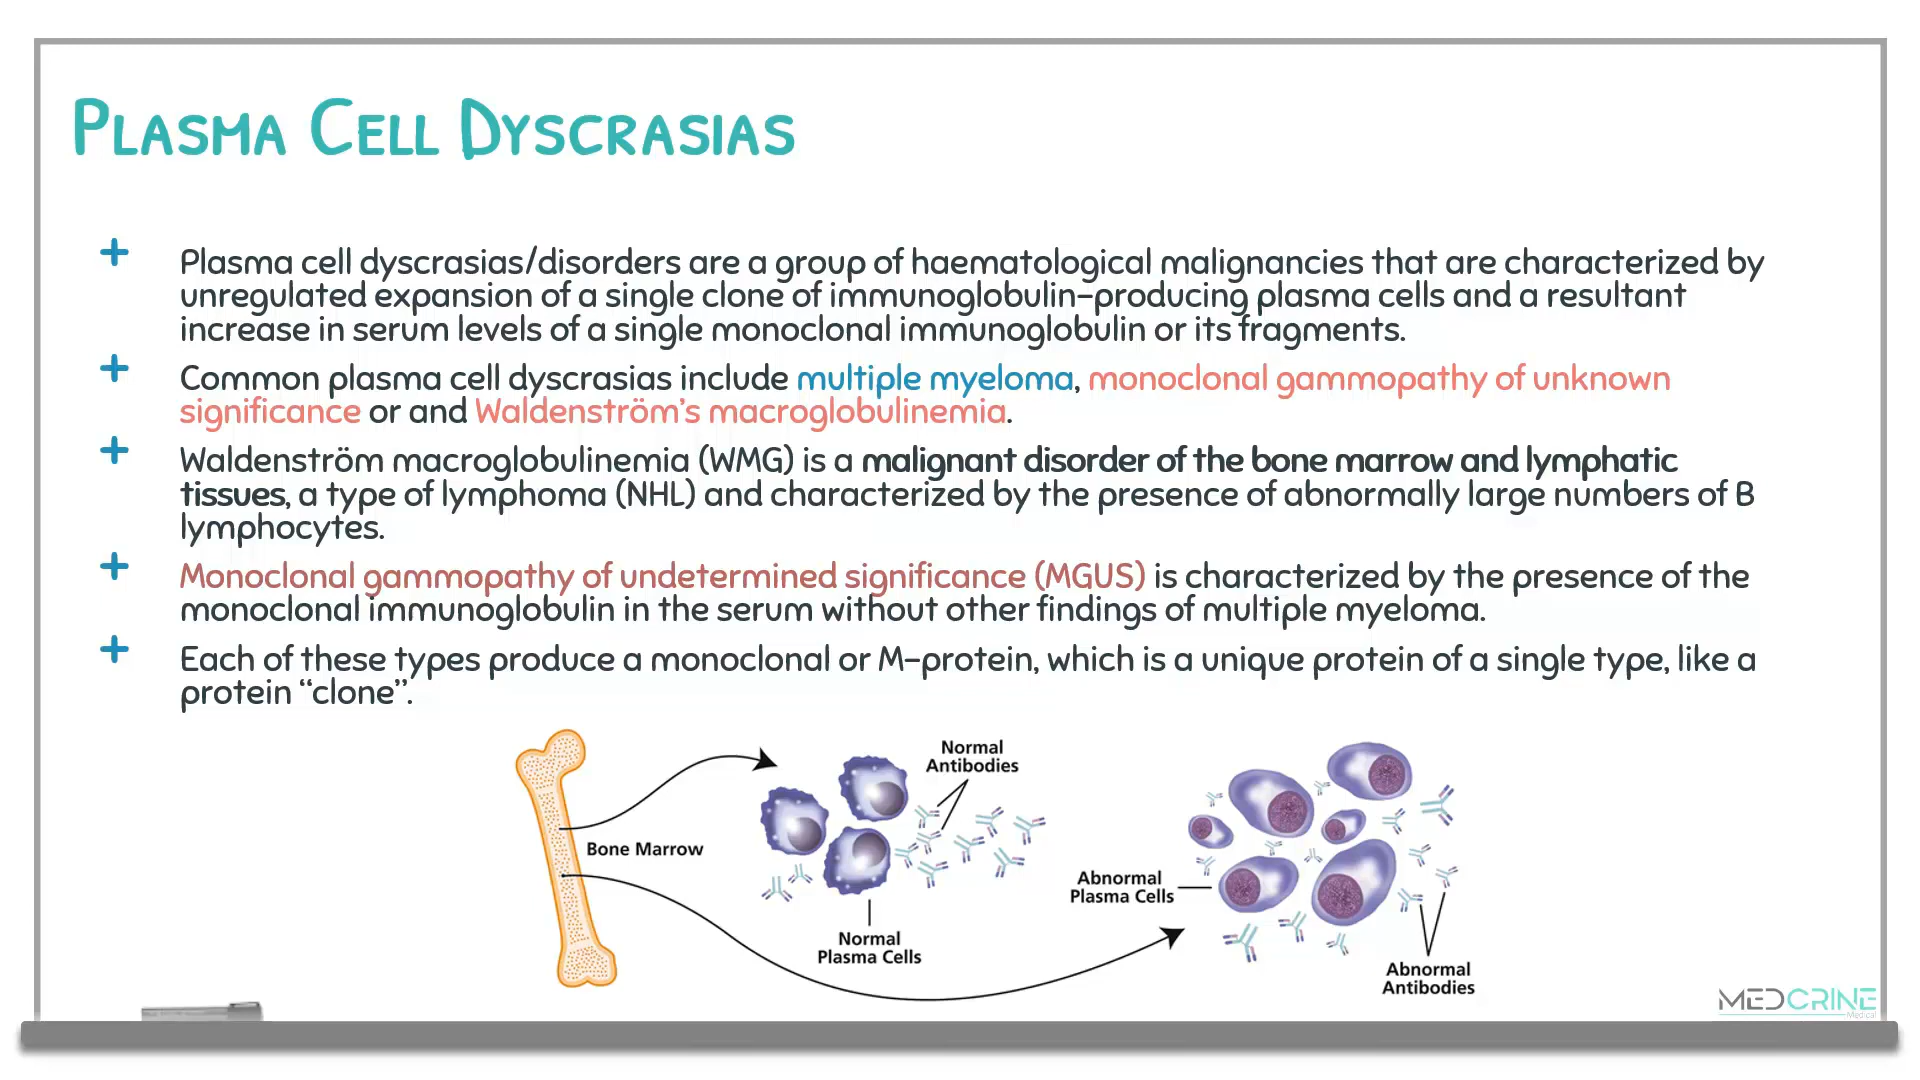 PLASMA CELL DYSCRASIAS
+ Plasma cell dyscrasias/disorders are a group of haematological malignancies that are characterized by
unregulated expansion of a single clone of immunoglobulin-producing plasma cells and a resultant
increase in serum levels of a single monoclonal immunoglobulin or its fragments.
+ Common plasma cell dyscrasias include multiple myeloma, monoclonal gammopathy of unknown
significance or and Waldenström's macroglobulinemia.
+ Waldenström macroglobulinemia (WMG) is a malignant disorder of the bone marrow and lymphatic
tissues, a type of lymphoma (NHL) and characterized by the presence of abnormally large numbers of B
lymphocytes.
+ Monoclonal gammopathy of undetermined significance (MGUS) is characterized by the presence of the
monoclonal immunoglobulin in the serum without other findings of multiple myeloma.
+ Each of these types produce a monoclonal or M-protein, which is a unique protein of a single type, like a
protein “clone”.
Normal
Antibodies
Bone Marrow
Normal
Plasma Cells
Abnormal
Plasma Cells
Abnormal
Antibodies
MEDCRINE
Medical